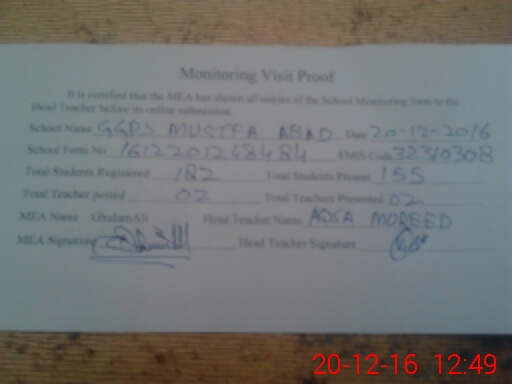 Monitoring Visit Proof
It is certified that the MEA has shown all entries of the School Monitoring form to the
Head Teacher before its online submission.
School Name GGPS MUSTFA ABAD Date 20-12-2016
School Form No 1612201248484 EMIS Code 32310308
Total Students Registered 182 Total Students Present 155
Total Teacher posted 02 Total Teachers Presented 02
MEA Name GhulamAli Head Teacher Name AQSA MUREED
MEA Signature Head Teacher Signature
20-12-16 12:49